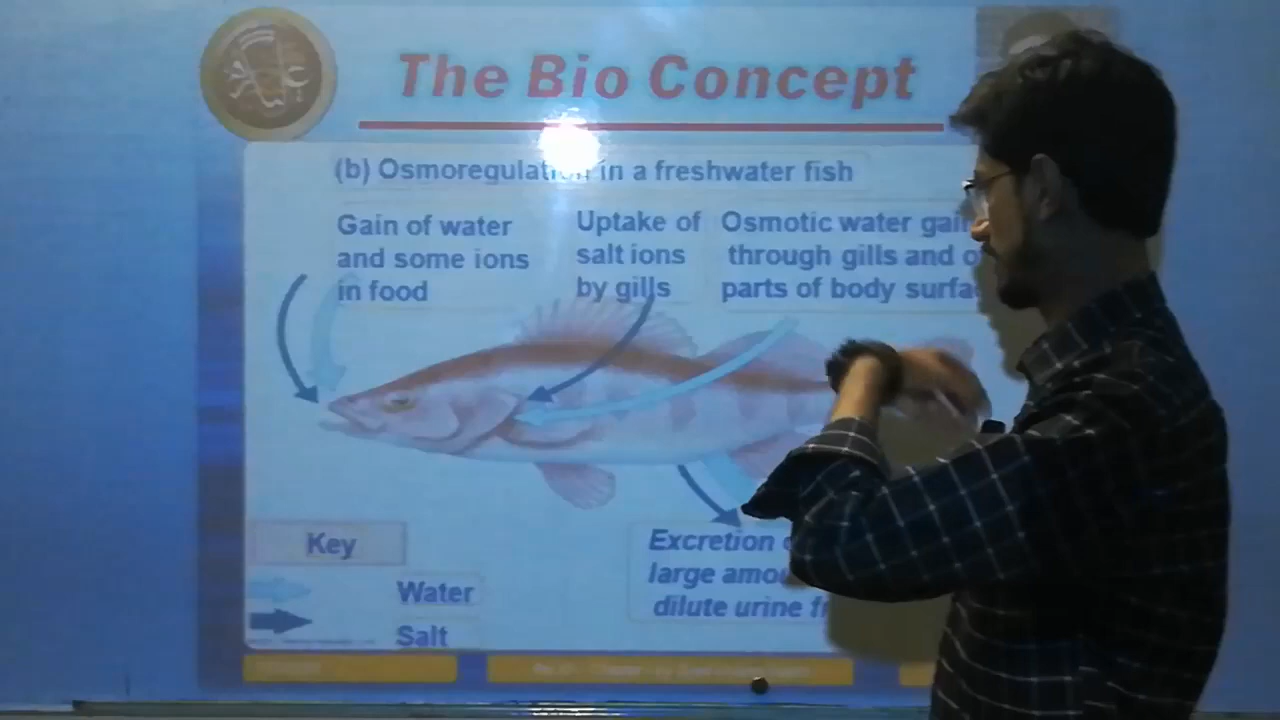 The Bio Concept
(b) Osmoregulation in a freshwater fish
Gain of water
and some ions
in food
Uptake of
salt ions
by gills
Osmotic water gai
through gills and o
parts of body surfa
Excretion
large amou
dilute urine f
Key
Water
Salt